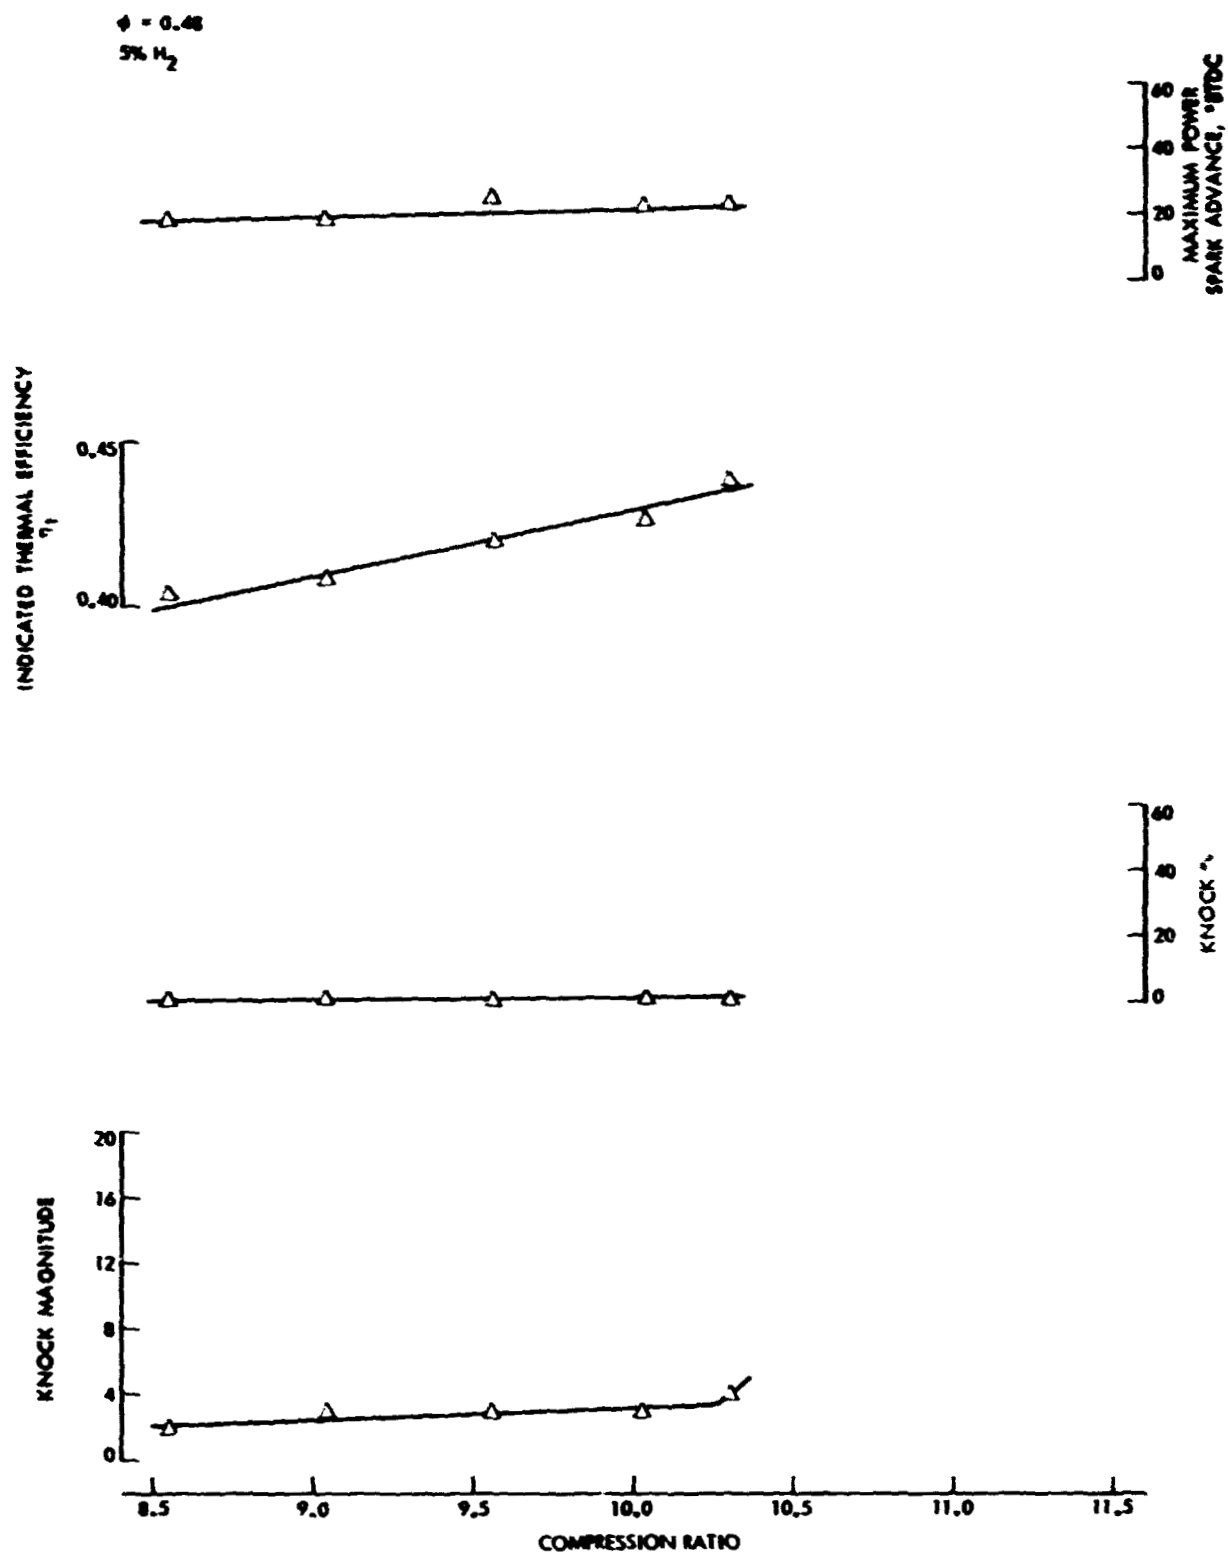 ϕ = 0.48
5% H2
60
40
20
0
MAXIMUM POWER
SPARK ADVANCE, °BTDC
INDICATED THERMAL EFFICIENCY
0.45
0.40
60
40
20
0
KNOCK %
KNOCK MAGNITUDE
20
16
12
8
4
0
8.5 9.0 9.5 10.0 10.5 11.0 11.5
COMPRESSION RATIO